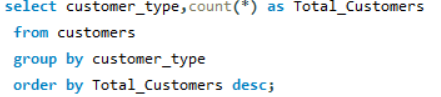 select customer_type,count(*) as Total_Customers
from customers
group by customer_type
order by Total_Customers desc;